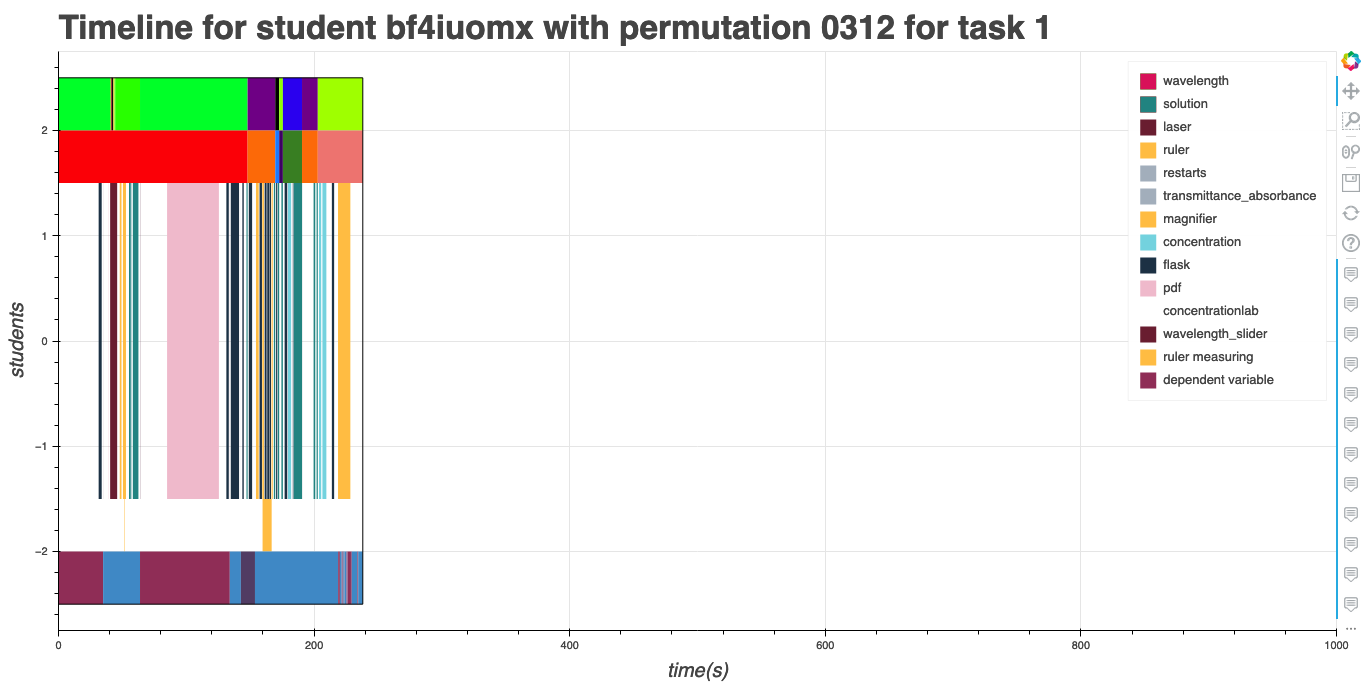 Timeline for student bf4iuomx with permutation 0312 for task 1
students
2
1
0
−1
−2
0
200
400
600
800
1000
time(s)
wavelength
solution
laser
ruler
restarts
transmittance_absorbance
magnifier
concentration
flask
pdf
concentrationlab
wavelength_slider
ruler measuring
dependent variable